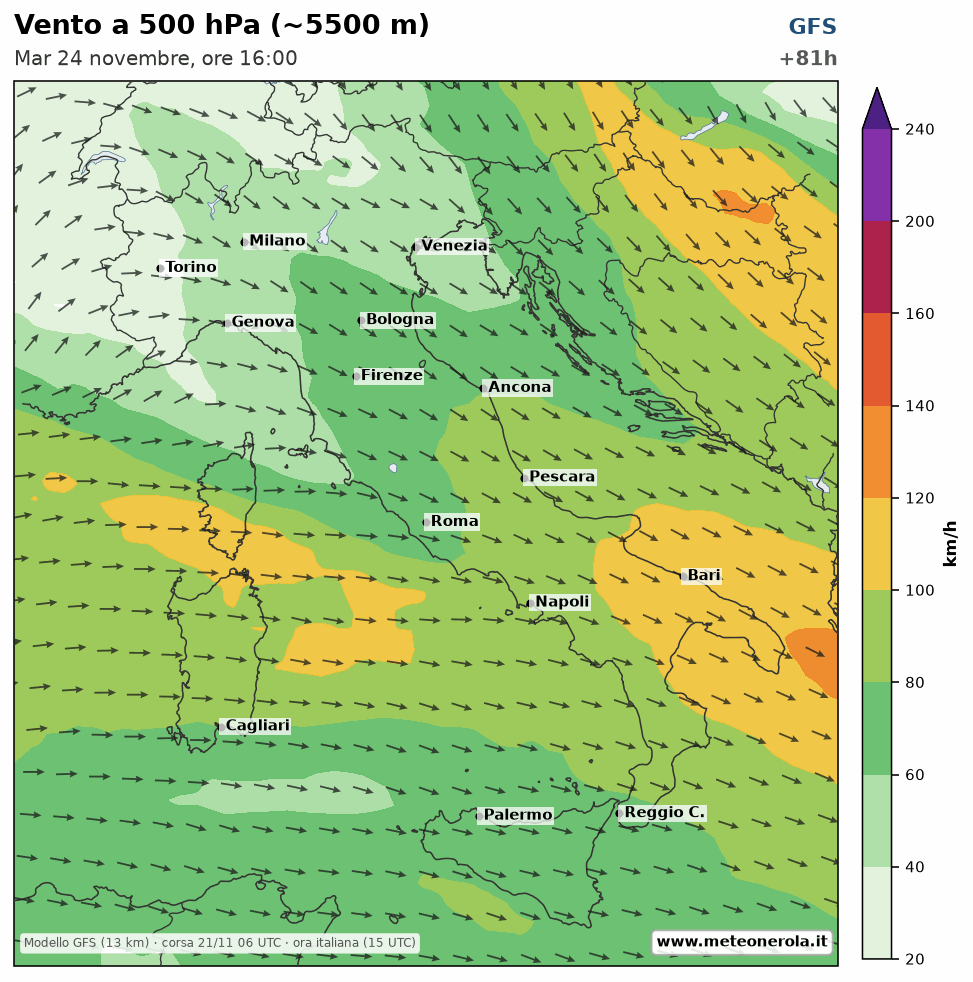 Vento a 500 hPa (~5500 m)
GFS
Mar 24 novembre, ore 16:00
+81h
Milano
Venezia
Torino
Genova
Bologna
Firenze
Ancona
Pescara
Roma
Bari
Napoli
Cagliari
Palermo
Reggio C.
240
200
160
140
120
100
80
60
40
20
km/h
Modello GFS (13 km) · corsa 21/11 06 UTC · ora italiana (15 UTC)
www.meteonerola.it